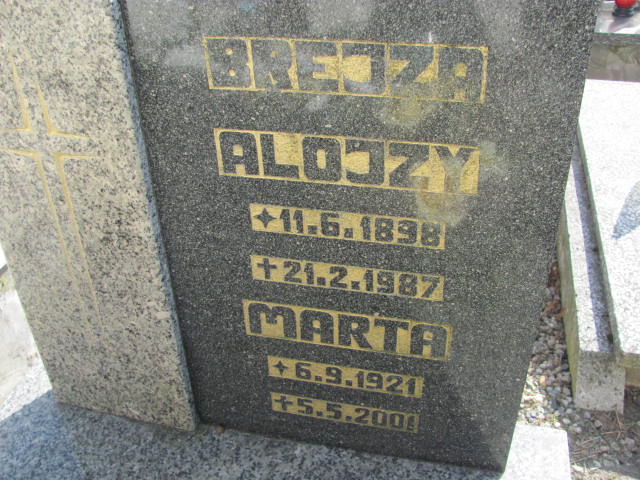 BREJZA
ALOJZY
✦11.6.1898
✝21.2.1987
MARTA
✦6.9.1921
✝5.5.2001